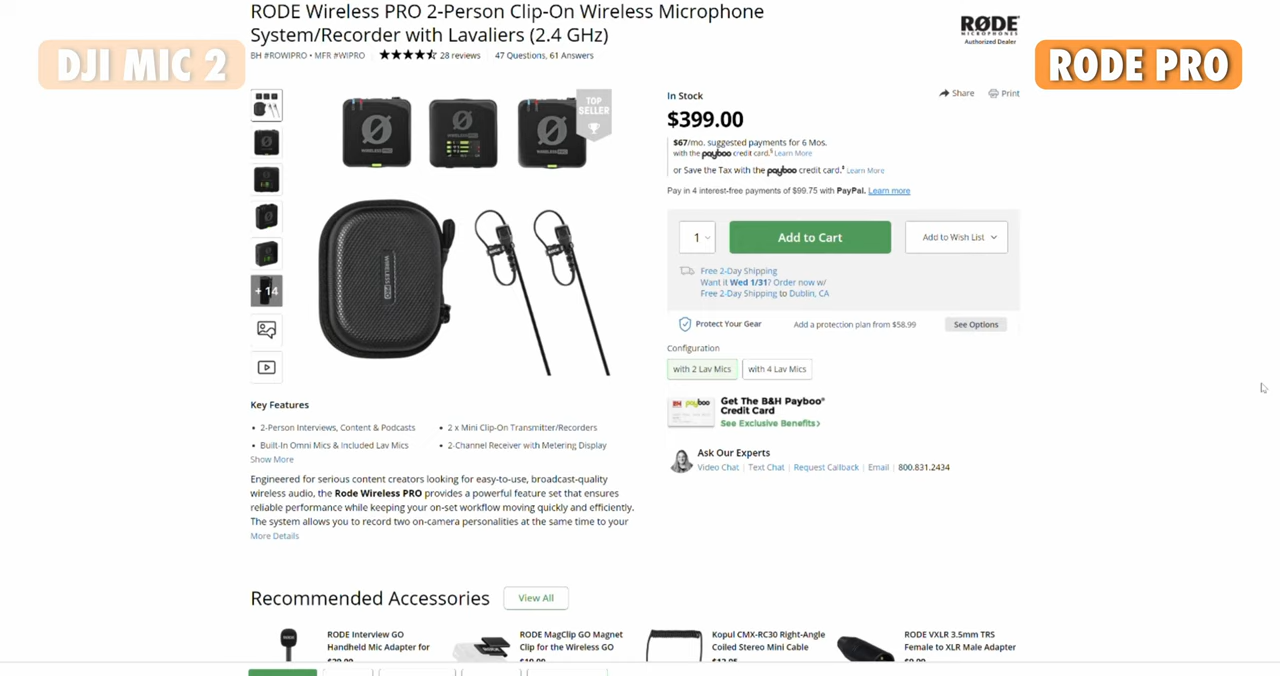 RODE Wireless PRO 2-Person Clip-On Wireless Microphone
System/Recorder with Lavaliers (2.4 GHz)
BH #ROWIPRO • MFR #WIPRO
28 reviews
47 Questions, 61 Answers
RØDE
MICROPHONES
Authorized Dealer
DJI MIC 2
RODE PRO
TOP
SELLER
WIRELESS PRO
+ 14
In Stock
Share
Print
$399.00
$67/mo. suggested payments for 6 Mos.
with the payboo credit card.§ Learn More
or Save the Tax with the payboo credit card.‡ Learn More
Pay in 4 interest-free payments of $99.75 with PayPal. Learn more
1
Add to Cart
Add to Wish List
Free 2-Day Shipping
Want it Wed 1/31? Order now w/
Free 2-Day Shipping to Dublin, CA
Protect Your Gear
Add a protection plan from $58.99
See Options
Configuration
with 2 Lav Mics
with 4 Lav Mics
BH payboo
Get The B&H Payboo®
Credit Card
See Exclusive Benefits>
Ask Our Experts
Video Chat | Text Chat | Request Callback | Email | 800.831.2434
Key Features
• 2-Person Interviews, Content & Podcasts
• 2 x Mini Clip-On Transmitter/Recorders
• Built-In Omni Mics & Included Lav Mics
• 2-Channel Receiver with Metering Display
Show More
Engineered for serious content creators looking for easy-to-use, broadcast-quality
wireless audio, the Rode Wireless PRO provides a powerful feature set that ensures
reliable performance while keeping your on-set workflow moving quickly and efficiently.
The system allows you to record two on-camera personalities at the same time to your
More Details
Recommended Accessories
View All
RODE Interview GO
Handheld Mic Adapter for
RODE MagClip GO Magnet
Clip for the Wireless GO
Kopul CMX-RC30 Right-Angle
Coiled Stereo Mini Cable
RODE VXLR 3.5mm TRS
Female to XLR Male Adapter